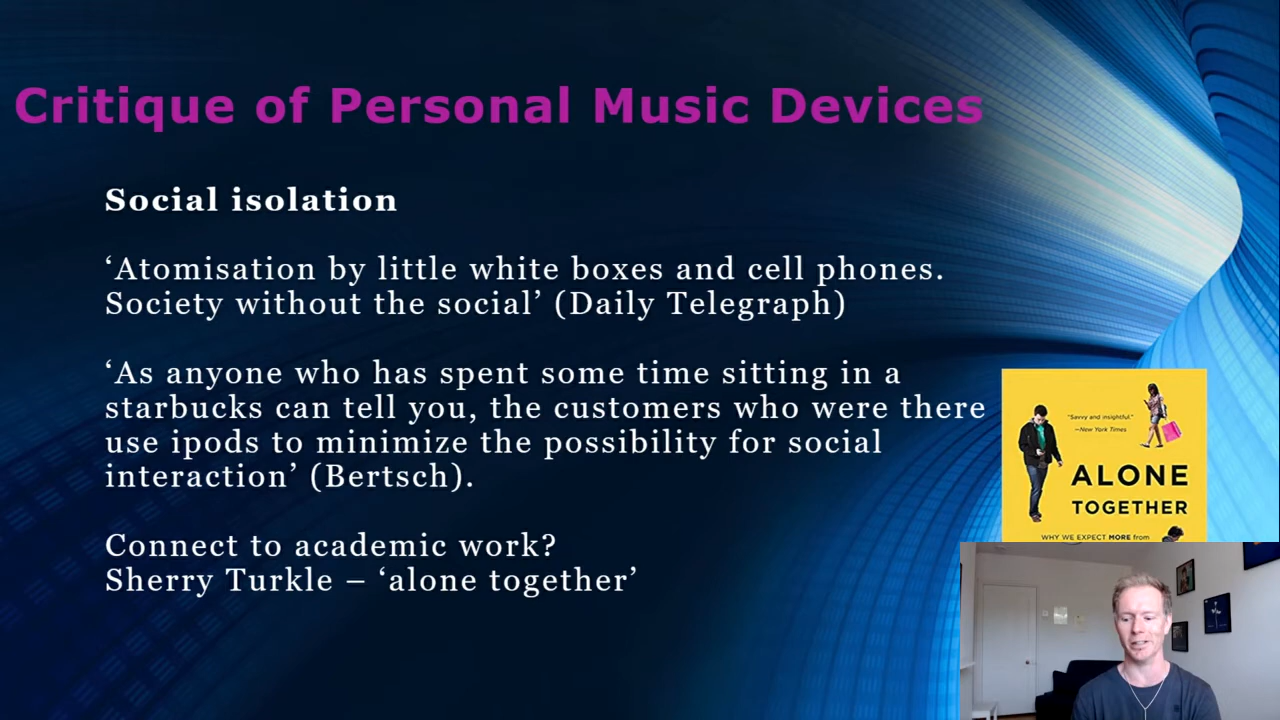 Critique of Personal Music Devices
Social isolation
‘Atomisation by little white boxes and cell phones.
Society without the social’ (Daily Telegraph)
‘As anyone who has spent some time sitting in a
starbucks can tell you, the customers who were there
use ipods to minimize the possibility for social
interaction’ (Bertsch).
Connect to academic work?
Sherry Turkle – ‘alone together’
"Savvy and insightful."
—New York Times
ALONE
TOGETHER
WHY WE EXPECT MORE from